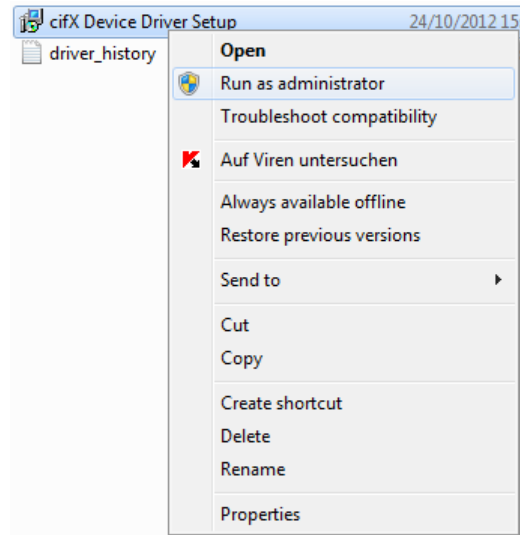 cifX Device Driver Setup 24/10/2012 15
driver_history
Open
Run as administrator
Troubleshoot compatibility
Auf Viren untersuchen
Always available offline
Restore previous versions
Send to
Cut
Copy
Create shortcut
Delete
Rename
Properties